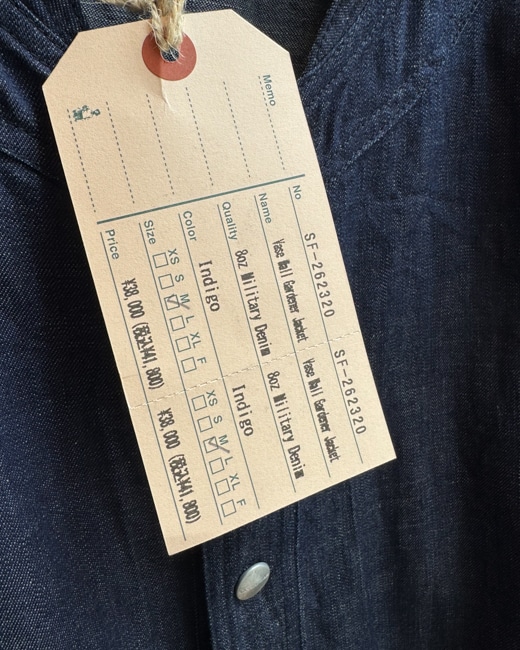 Memo
No SF-262320
Name Vase Wall Gardener Jacket
Quality 8oz Military Denim
Color Indigo
Size XS S M L XL F
Price ¥38,000 (税込¥41,800)
SF-262320
Vase Wall Gardener Jacket
8oz Military Denim
Indigo
XS S M L XL F
¥38,000 (税込¥41,800)